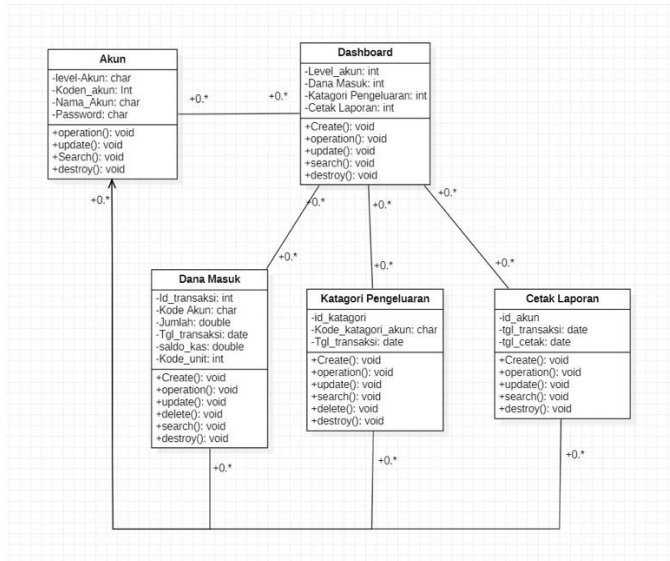 Akun
-level-Akun: char
-Koden_akun: Int
-Nama_Akun: char
-Password: char
+operation(): void
+update(): void
+Search(): void
+destroy(): void
+0.*
+0.*
Dashboard
-Level_akun: int
-Dana Masuk: int
-Katagori Pengeluaran: int
-Cetak Laporan: int
+Create(): void
+operation(): void
+update(): void
+search(): void
+destroy(): void
+0.*
+0.*
+0.*
+0.*
+0.*
+0.*
+0.*
Dana Masuk
-Id_transaksi: int
-Kode Akun: char
-Jumlah: double
-Tgl_transaksi: date
-saldo_kas: double
-Kode_unit: int
+Create(): void
+operation(): void
+update(): void
+delete(): void
+search(): void
+destroy(): void
Katagori Pengeluaran
-id_katagori
-Kode_katagori_akun: char
-Tgl_transaksi: date
+Create(): void
+operation(): void
+update(): void
+search(): void
+delete(): void
+destroy(): void
Cetak Laporan
-id_akun
-tgl_transaksi: date
-tgl_cetak: date
+Create(): void
+operation(): void
+update(): void
+search(): void
+destroy(): void
+0.*
+0.*
+0.*